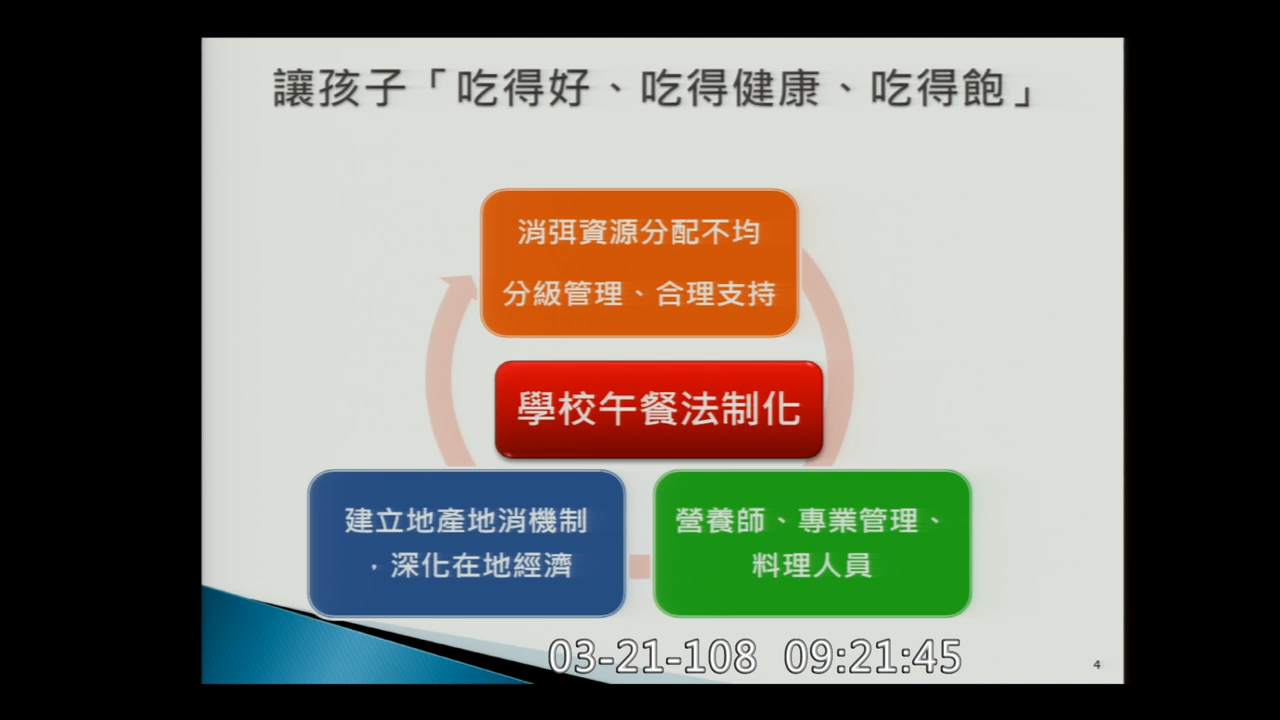 讓孩子「吃得好、吃得健康、吃得飽」
消弭資源分配不均
分級管理、合理支持
學校午餐法制化
建立地產地消機制
，深化在地經濟
營養師、專業管理、
料理人員
03-21-108 09:21:45
4